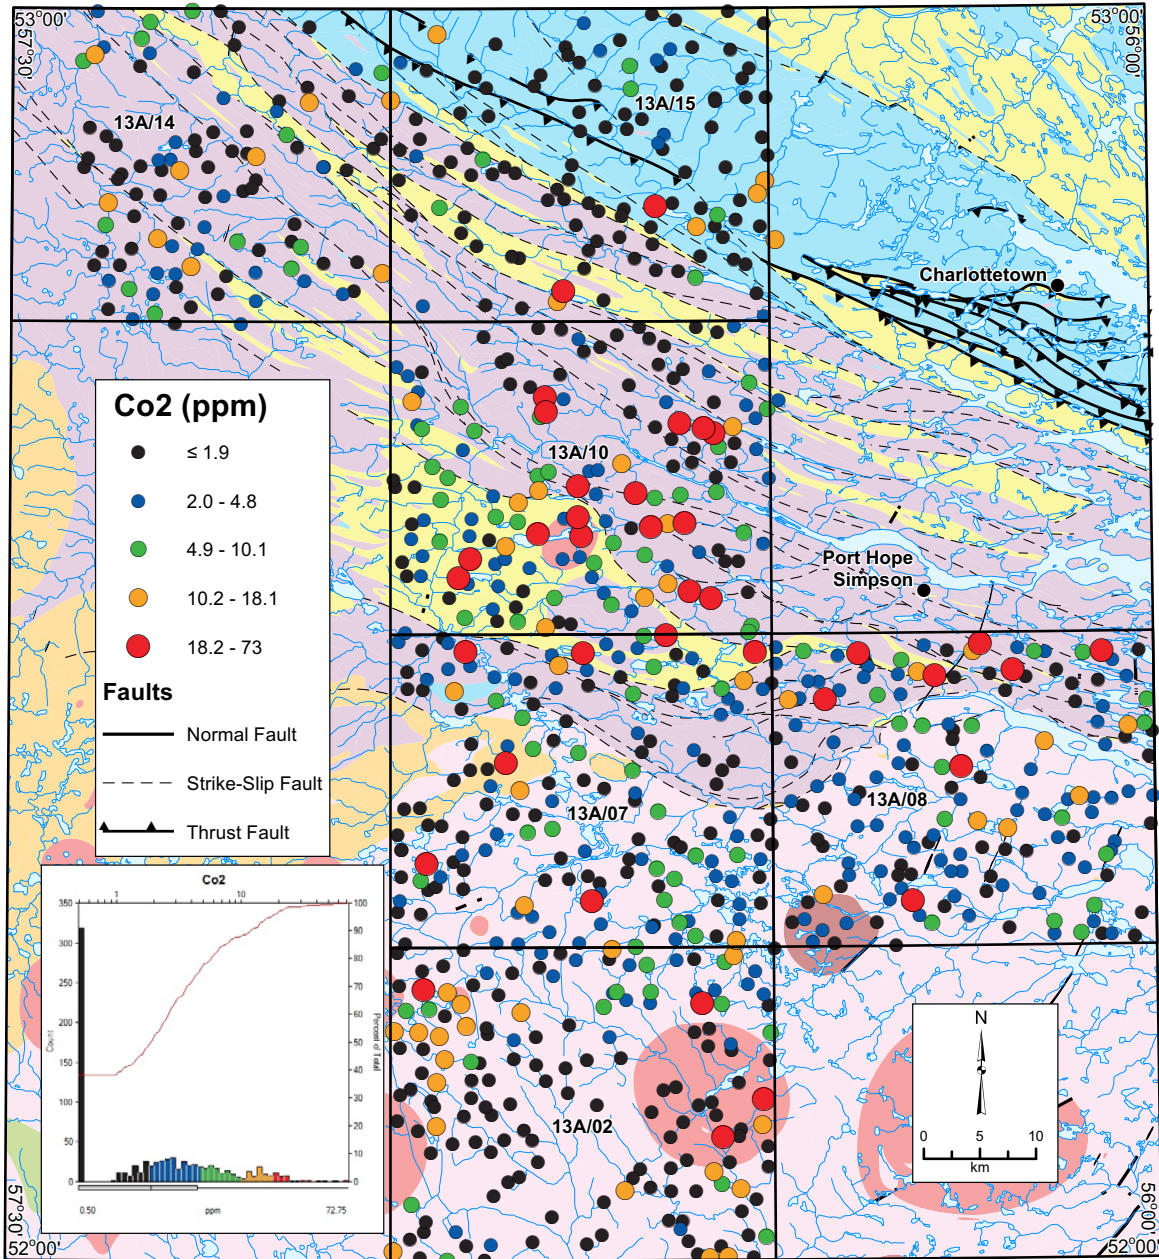 53°00'
57°30'
53°00'
56°00'
13A/14
13A/15
Charlottetown
Co2 (ppm)
≤ 1.9
2.0 - 4.8
4.9 - 10.1
10.2 - 18.1
18.2 - 73
Faults
Normal Fault
Strike-Slip Fault
Thrust Fault
13A/10
Port Hope
Simpson
13A/07
13A/08
Co2
1 10
350
300
250
200
150
100
50
0
Count
100
90
80
70
60
50
40
30
20
10
0
Percent of Total
0.50 ppm 72.75
13A/02
N
0 5 10
km
57°30'
52°00'
56°00'
52°00'